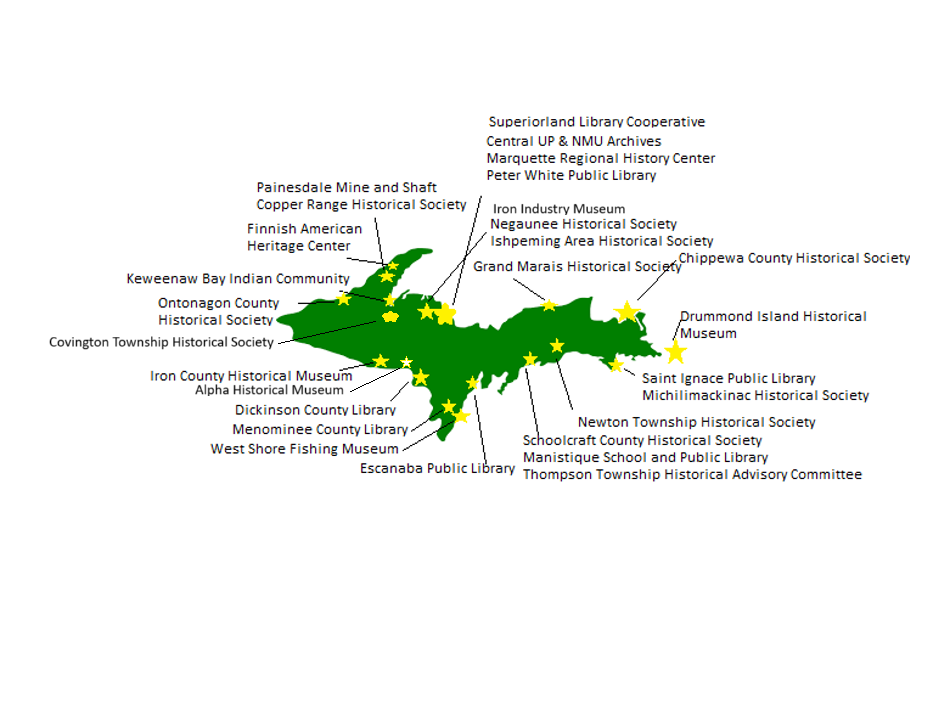 Superiorland Library Cooperative
Central UP & NMU Archives
Marquette Regional History Center
Peter White Public Library
Painesdale Mine and Shaft
Copper Range Historical Society
Iron Industry Museum
Negaunee Historical Society
Ishpeming Area Historical Society
Finnish American
Heritage Center
Grand Marais Historical Society
Chippewa County Historical Society
Keweenaw Bay Indian Community
Ontonagon County
Historical Society
Drummond Island Historical
Museum
Covington Township Historical Society
Iron County Historical Museum
Alpha Historical Museum
Saint Ignace Public Library
Michilimackinac Historical Society
Dickinson County Library
Newton Township Historical Society
Menominee County Library
Schoolcraft County Historical Society
Manistique School and Public Library
Thompson Township Historical Advisory Committee
West Shore Fishing Museum
Escanaba Public Library